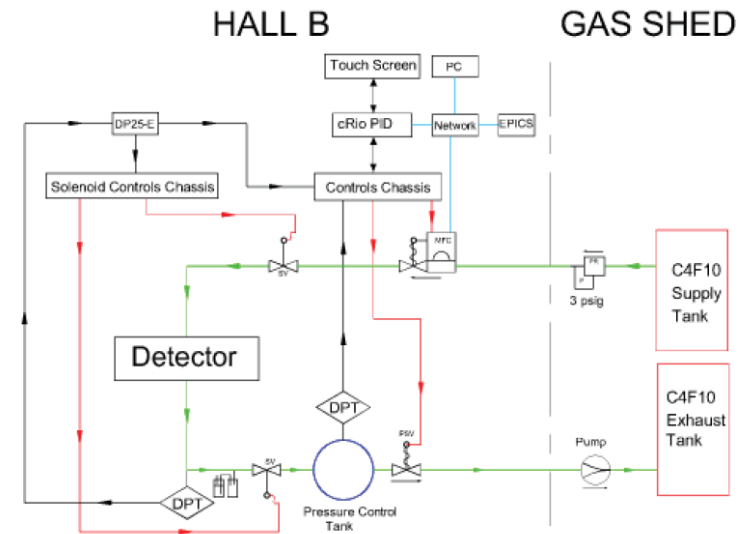 HALL B
GAS SHED
Touch Screen
PC
DP25-E
cRio PID
Network
EPICS
Solenoid Controls Chassis
Controls Chassis
MFC
SV
PR
P
3 psig
C4F10
Supply
Tank
Detector
DPT
C4F10
Exhaust
Tank
PSV
Pump
SV
DPT
Pressure Control
Tank